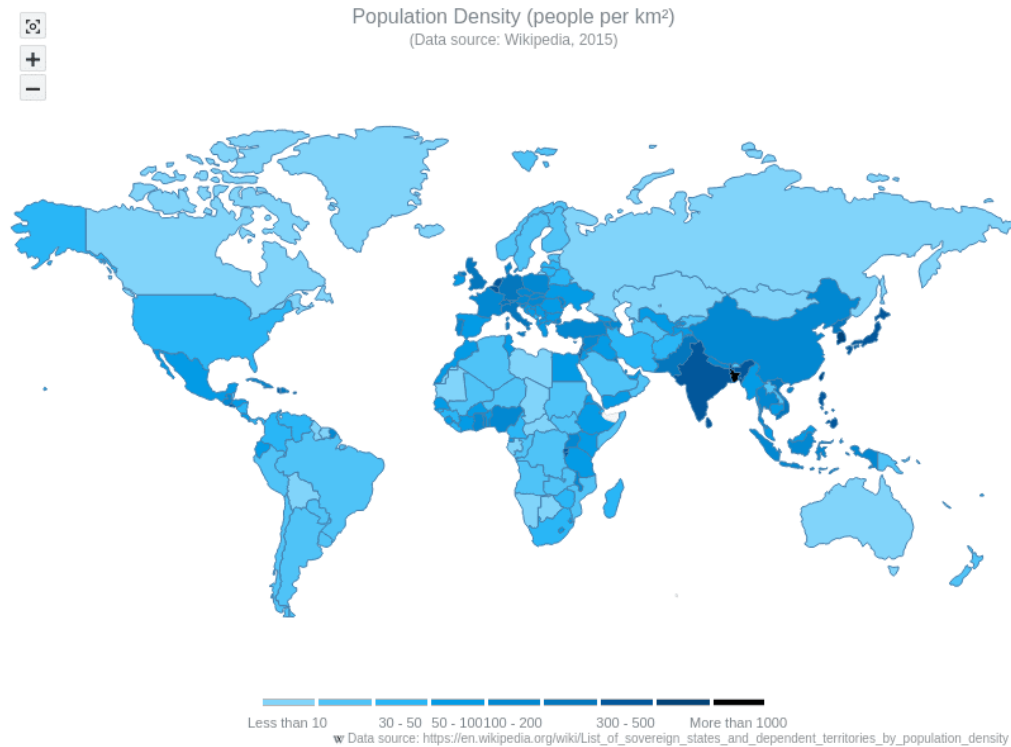 Population Density (people per km²)
(Data source: Wikipedia, 2015)
Less than 10 30 - 50 50 - 100 100 - 200 300 - 500 More than 1000
W Data source: https://en.wikipedia.org/wiki/List_of_sovereign_states_and_dependent_territories_by_population_density